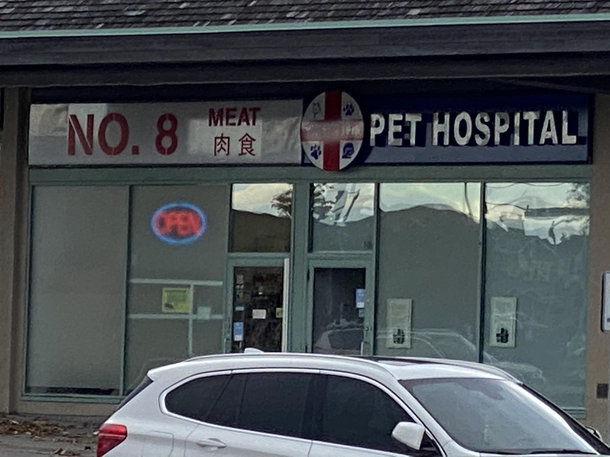 NO. 8
MEAT
肉食
PET HOSPITAL
OPEN